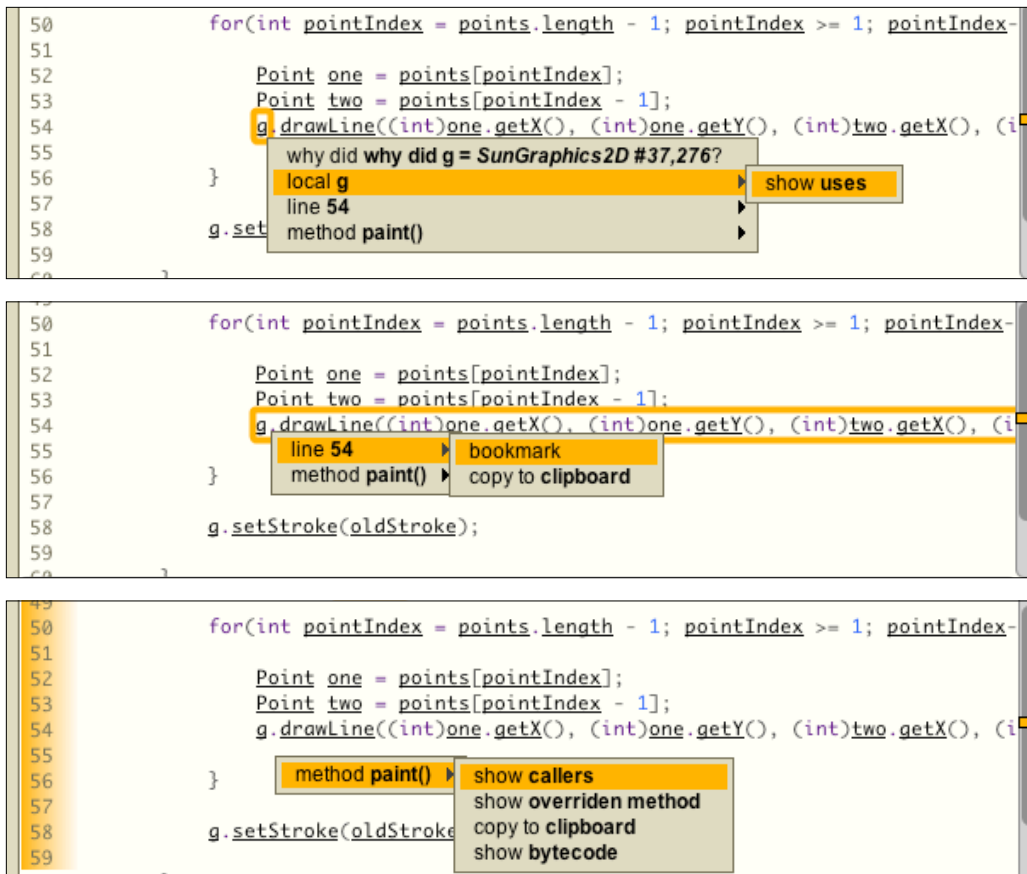 50 for(int pointIndex = points.length - 1; pointIndex >= 1; pointIndex-
51
52 Point one = points[pointIndex];
53 Point two = points[pointIndex - 1];
54 g.drawLine((int)one.getX(), (int)one.getY(), (int)two.getX(), (i
55 why did why did g = SunGraphics2D #37,276?
56 } local g show uses
57 line 54
58 g.set method paint()
59
50 for(int pointIndex = points.length - 1; pointIndex >= 1; pointIndex-
51
52 Point one = points[pointIndex];
53 Point two = points[pointIndex - 1];
54 g.drawLine((int)one.getX(), (int)one.getY(), (int)two.getX(), (i
55 line 54 bookmark
56 } method paint() copy to clipboard
57
58 g.setStroke(oldStroke);
59
49
50 for(int pointIndex = points.length - 1; pointIndex >= 1; pointIndex-
51
52 Point one = points[pointIndex];
53 Point two = points[pointIndex - 1];
54 g.drawLine((int)one.getX(), (int)one.getY(), (int)two.getX(), (i
55
56 } method paint() show callers
57 show overriden method
58 g.setStroke(oldStroke copy to clipboard
59 show bytecode